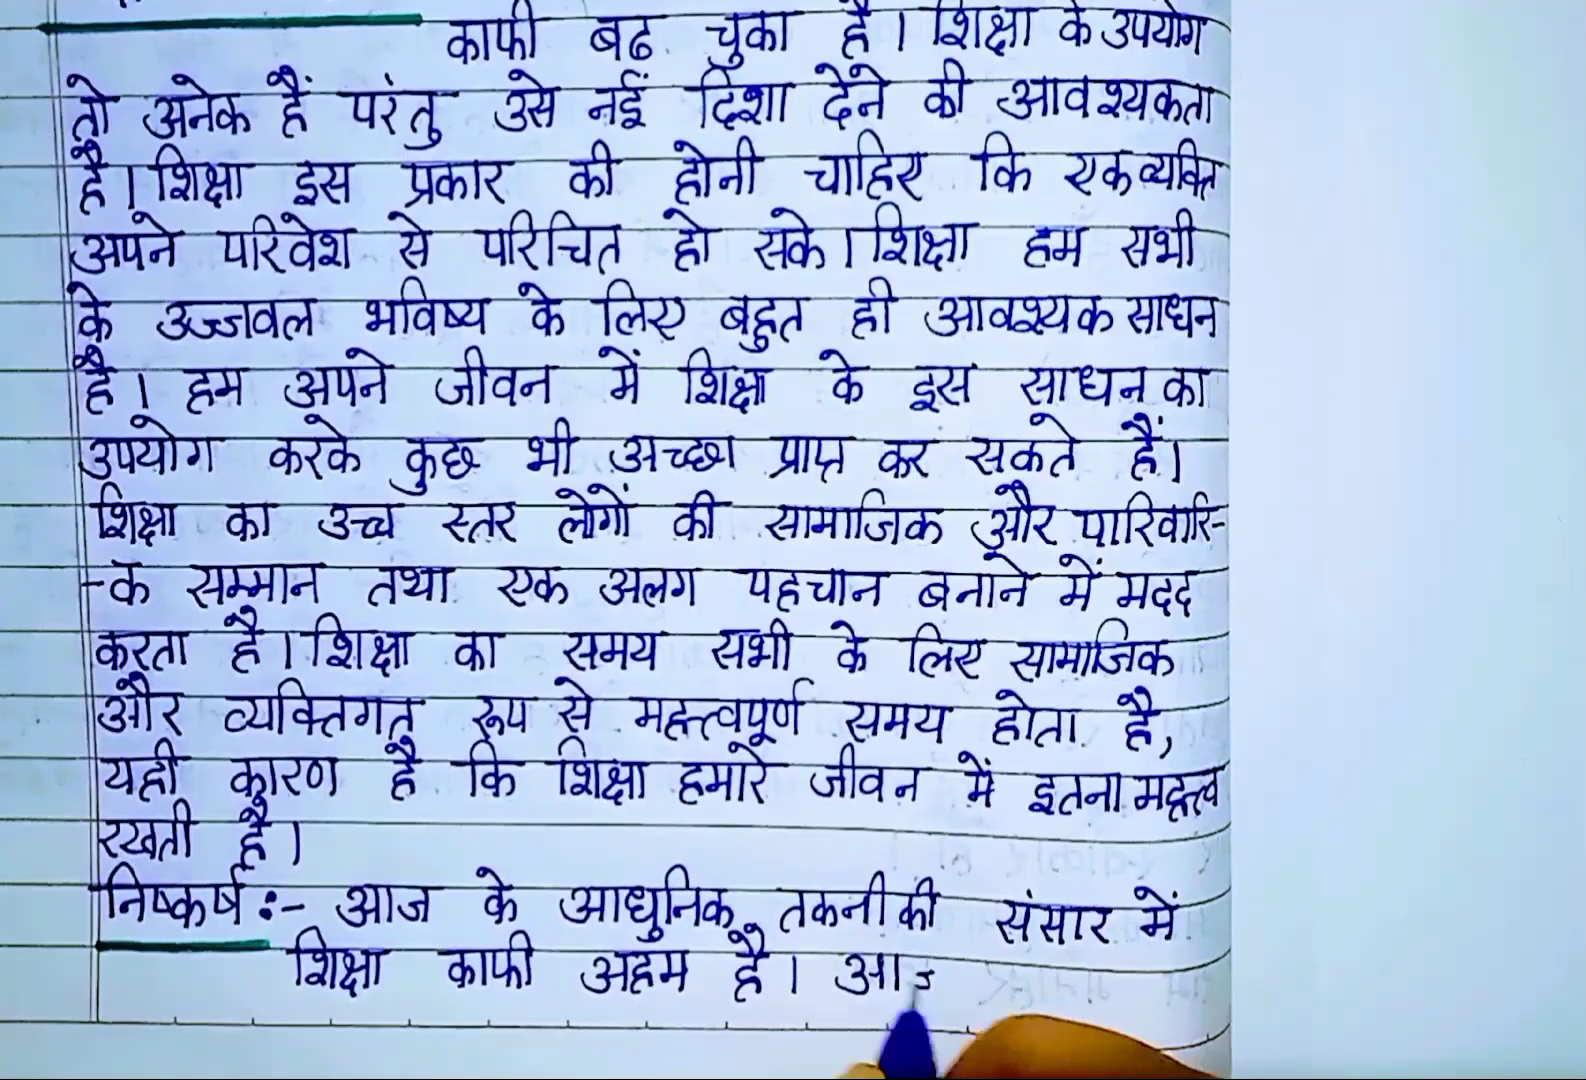 काफी बढ चुका है। शिक्षा के उपयोग
तो अनेक हैं परंतु उसे नई दिशा देने की आवश्यकता
है। शिक्षा इस प्रकार की होनी चाहिए कि एक व्यक्ति
अपने परिवेश से परिचित हो सके। शिक्षा हम सभी
के उज्जवल भविष्य के लिए बहुत ही आवश्यक साधन
है। हम अपने जीवन में शिक्षा के इस साधन का
उपयोग करके कुछ भी अच्छा प्राप्त कर सकते हैं।
शिक्षा का उच्च स्तर लोगों की सामाजिक और पारिवारि-
-क सम्मान तथा एक अलग पहचान बनाने में मदद
करता है। शिक्षा का समय सभी के लिए सामाजिक
और व्यक्तिगत रूप से महत्त्वपूर्ण समय होता है,
यही कारण है कि शिक्षा हमारे जीवन में इतना महत्त्व
रखती है।
निष्कर्ष :- आज के आधुनिक तकनीकी संसार में
शिक्षा काफी अहम है।